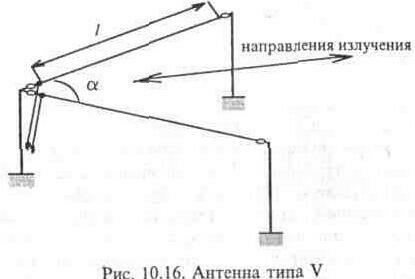 l
направления излучения
α
Рис. 10.16. Антенна типа V